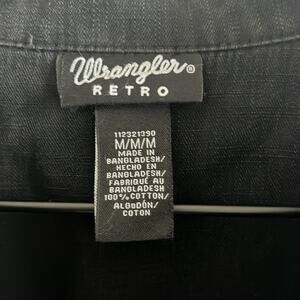 Wrangler®
RETRO
112321390
M/M/M
MADE IN
BANGLADESH/
HECHO EN
BANGLADESH/
FABRIQUÉ AU
BANGLADESH
100% COTTON/
ALGODÓN/
COTON